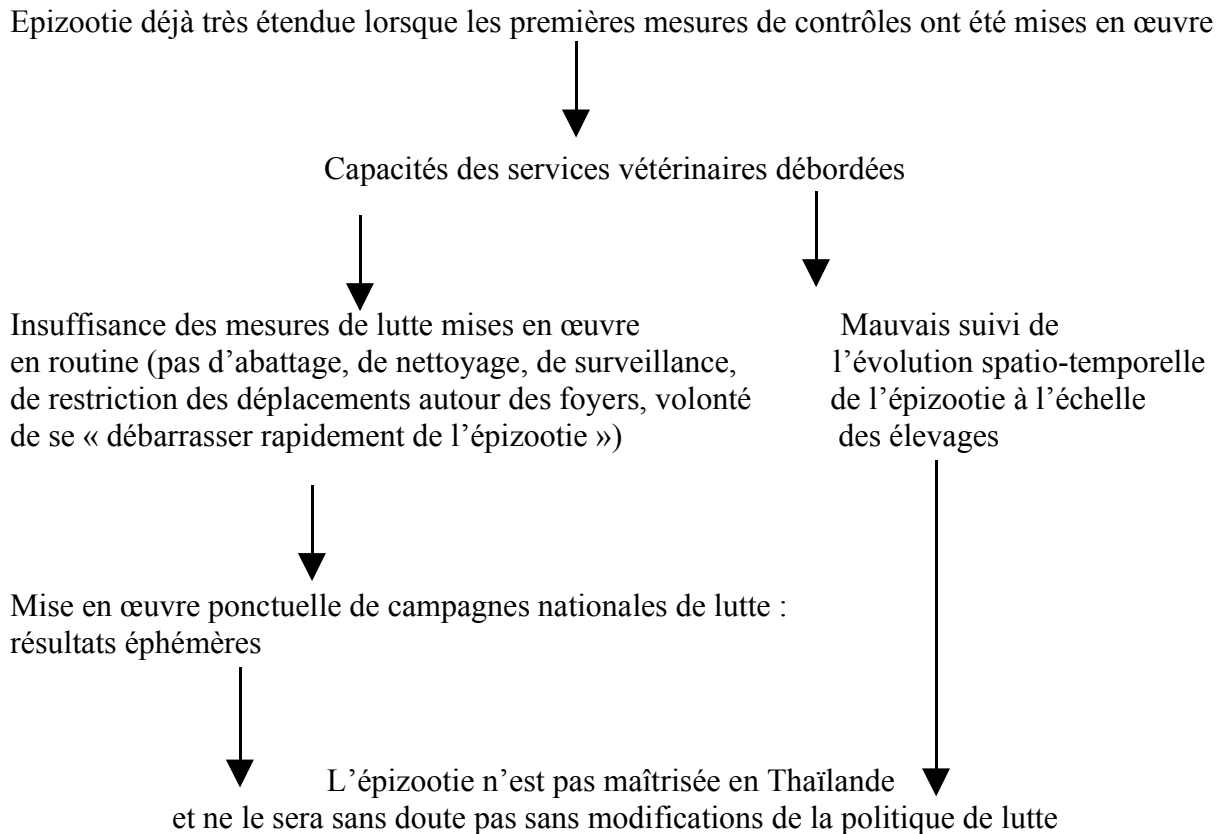 Epizootie déjà très étendue lorsque les premières mesures de contrôles ont été mises en œuvre
Capacités des services vétérinaires débordées
Insuffisance des mesures de lutte mises en œuvre
en routine (pas d’abattage, de nettoyage, de surveillance,
de restriction des déplacements autour des foyers, volonté
de se « débarrasser rapidement de l’épizootie »)
Mauvais suivi de
l’évolution spatio-temporelle
de l’épizootie à l’échelle
des élevages
Mise en œuvre ponctuelle de campagnes nationales de lutte :
résultats éphémères
L’épizootie n’est pas maîtrisée en Thaïlande
et ne le sera sans doute pas sans modifications de la politique de lutte